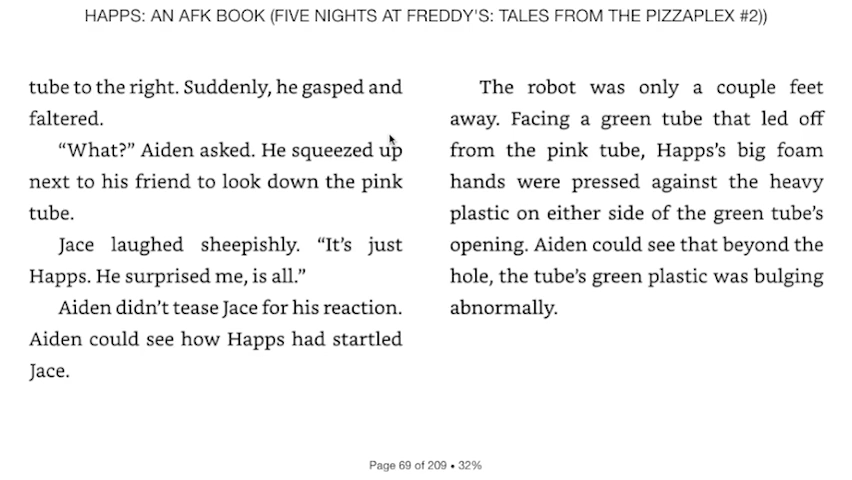 HAPPS: AN AFK BOOK (FIVE NIGHTS AT FREDDY'S: TALES FROM THE PIZZAPLEX #2))
tube to the right. Suddenly, he gasped and
faltered.
“What?” Aiden asked. He squeezed up
next to his friend to look down the pink
tube.
Jace laughed sheepishly. “It’s just
Happs. He surprised me, is all.”
Aiden didn’t tease Jace for his reaction.
Aiden could see how Happs had startled
Jace.
The robot was only a couple feet
away. Facing a green tube that led off
from the pink tube, Happs’s big foam
hands were pressed against the heavy
plastic on either side of the green tube’s
opening. Aiden could see that beyond the
hole, the tube’s green plastic was bulging
abnormally.
Page 69 of 209 • 32%